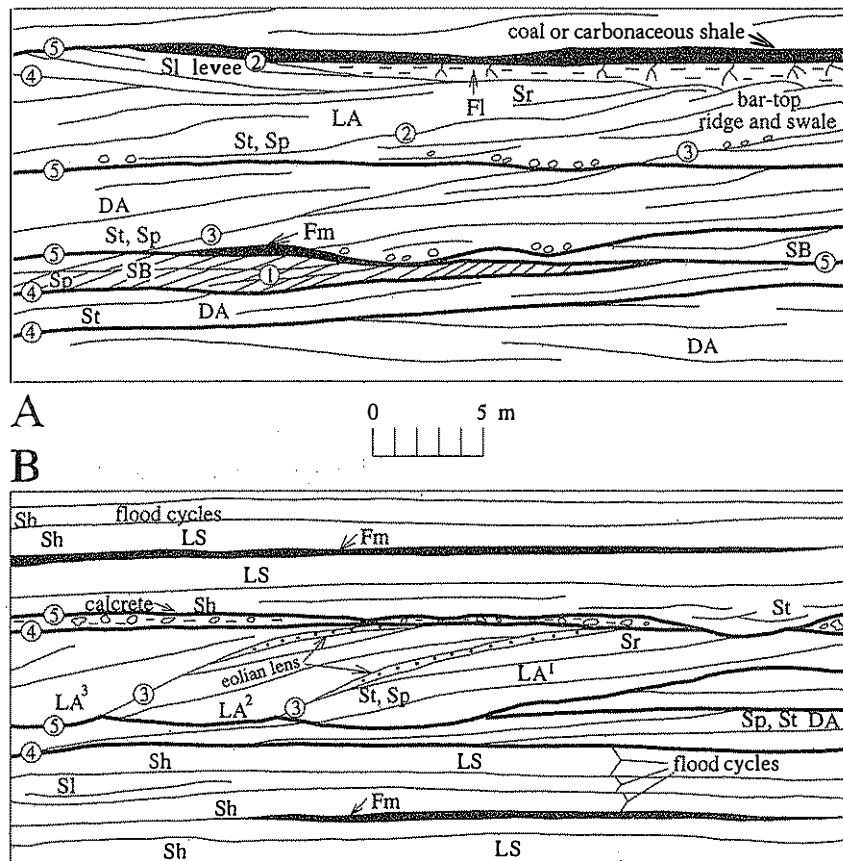 coal or carbonaceous shale
5
4
Sl levee 2
Fl
Sr
bar-top
ridge and swale
LA
2
St, Sp
3
5
DA
St, Sp
3
Fm
5
SB
Sp
SB
1
5
4
St
DA
4
DA
A
0 5 m
B
Sh
flood cycles
Sh
LS
Fm
LS
5
calcrete
Sh
St
4
eolian lens
Sr
LA1
3
St, Sp
LA3
LA2
3
5
Sp, St DA
4
Sh
LS
flood cycles
Sl
Sh
Fm
Sh
LS